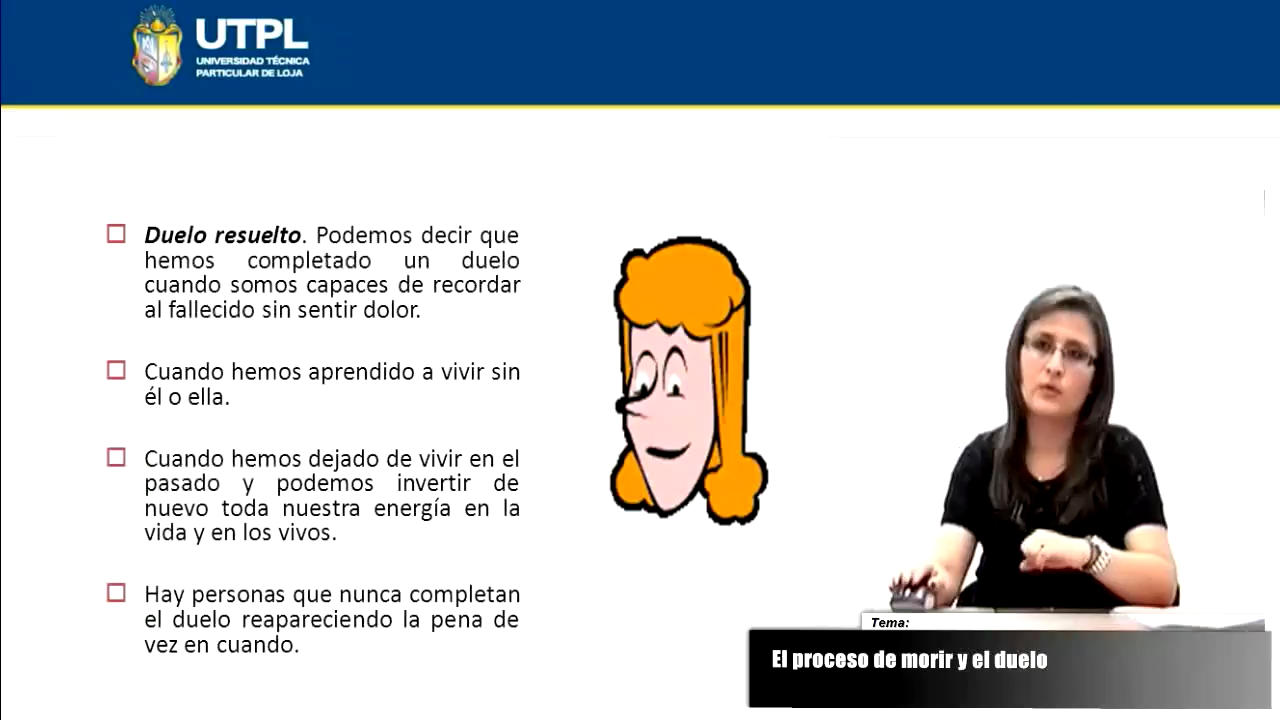 UTPL
UNIVERSIDAD TÉCNICA
PARTICULAR DE LOJA
Duelo resuelto. Podemos decir que
hemos completado un duelo
cuando somos capaces de recordar
al fallecido sin sentir dolor.
Cuando hemos aprendido a vivir sin
él o ella.
Cuando hemos dejado de vivir en el
pasado y podemos invertir de
nuevo toda nuestra energía en la
vida y en los vivos.
Hay personas que nunca completan
el duelo reapareciendo la pena de
vez en cuando.
Tema:
El proceso de morir y el duelo